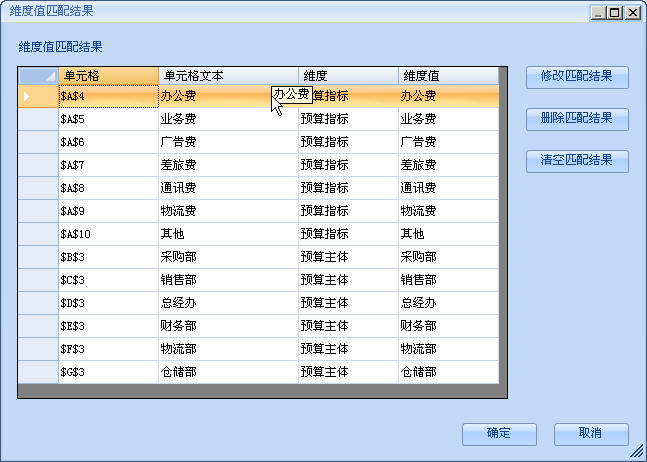 维度值匹配结果
维度值匹配结果
单元格 单元格文本 维度 维度值
$A$4 办公费 办公费 算指标 办公费
$A$5 业务费 预算指标 业务费
$A$6 广告费 预算指标 广告费
$A$7 差旅费 预算指标 差旅费
$A$8 通讯费 预算指标 通讯费
$A$9 物流费 预算指标 物流费
$A$10 其他 预算指标 其他
$B$3 采购部 预算主体 采购部
$C$3 销售部 预算主体 销售部
$D$3 总经办 预算主体 总经办
$E$3 财务部 预算主体 财务部
$F$3 物流部 预算主体 物流部
$G$3 仓储部 预算主体 仓储部
修改匹配结果
删除匹配结果
清空匹配结果
确定 取消